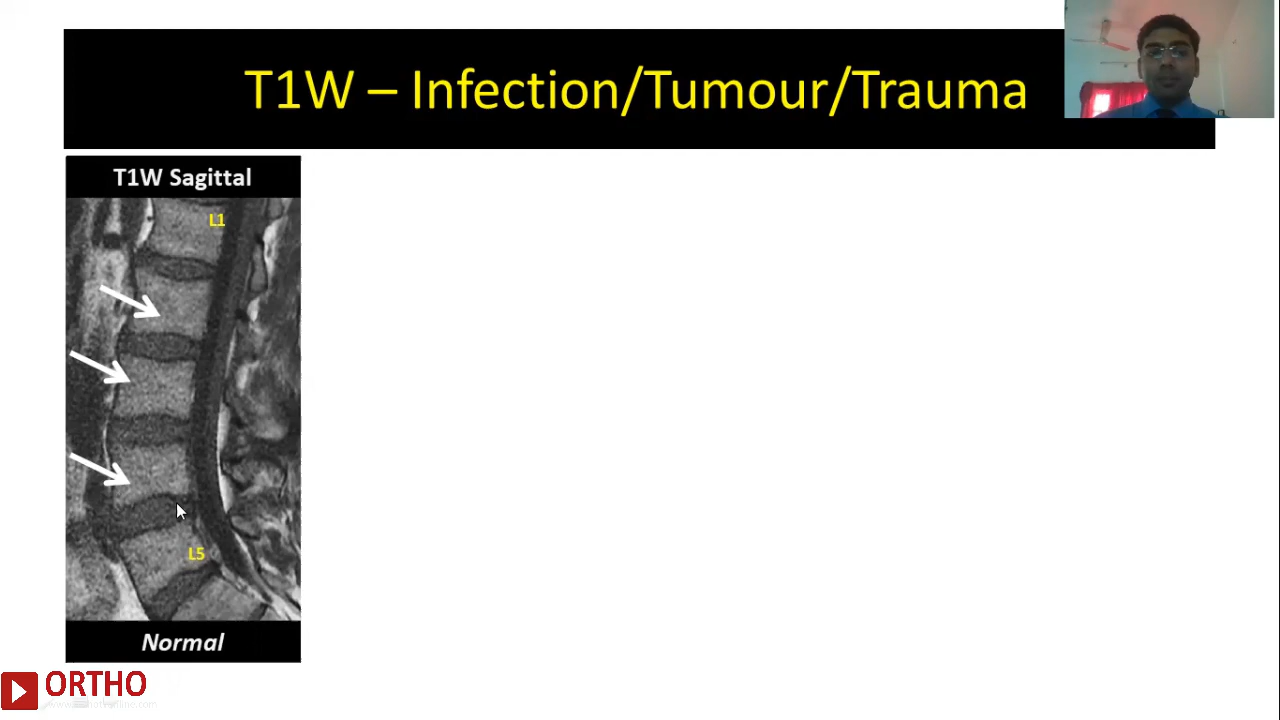 T1W – Infection/Tumour/Trauma
T1W Sagittal
L1
L5
Normal
ORTHO